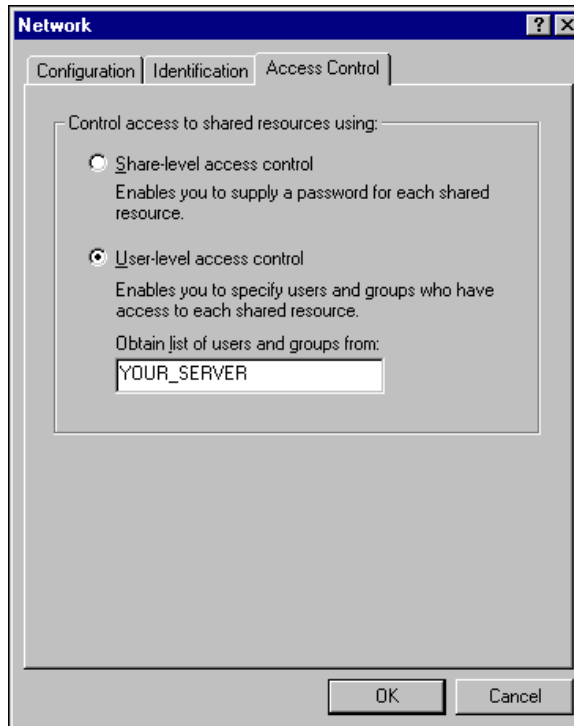 Network
Configuration Identification Access Control
Control access to shared resources using:
Share-level access control
Enables you to supply a password for each shared
resource.
User-level access control
Enables you to specify users and groups who have
access to each shared resource.
Obtain list of users and groups from:
YOUR_SERVER
OK Cancel